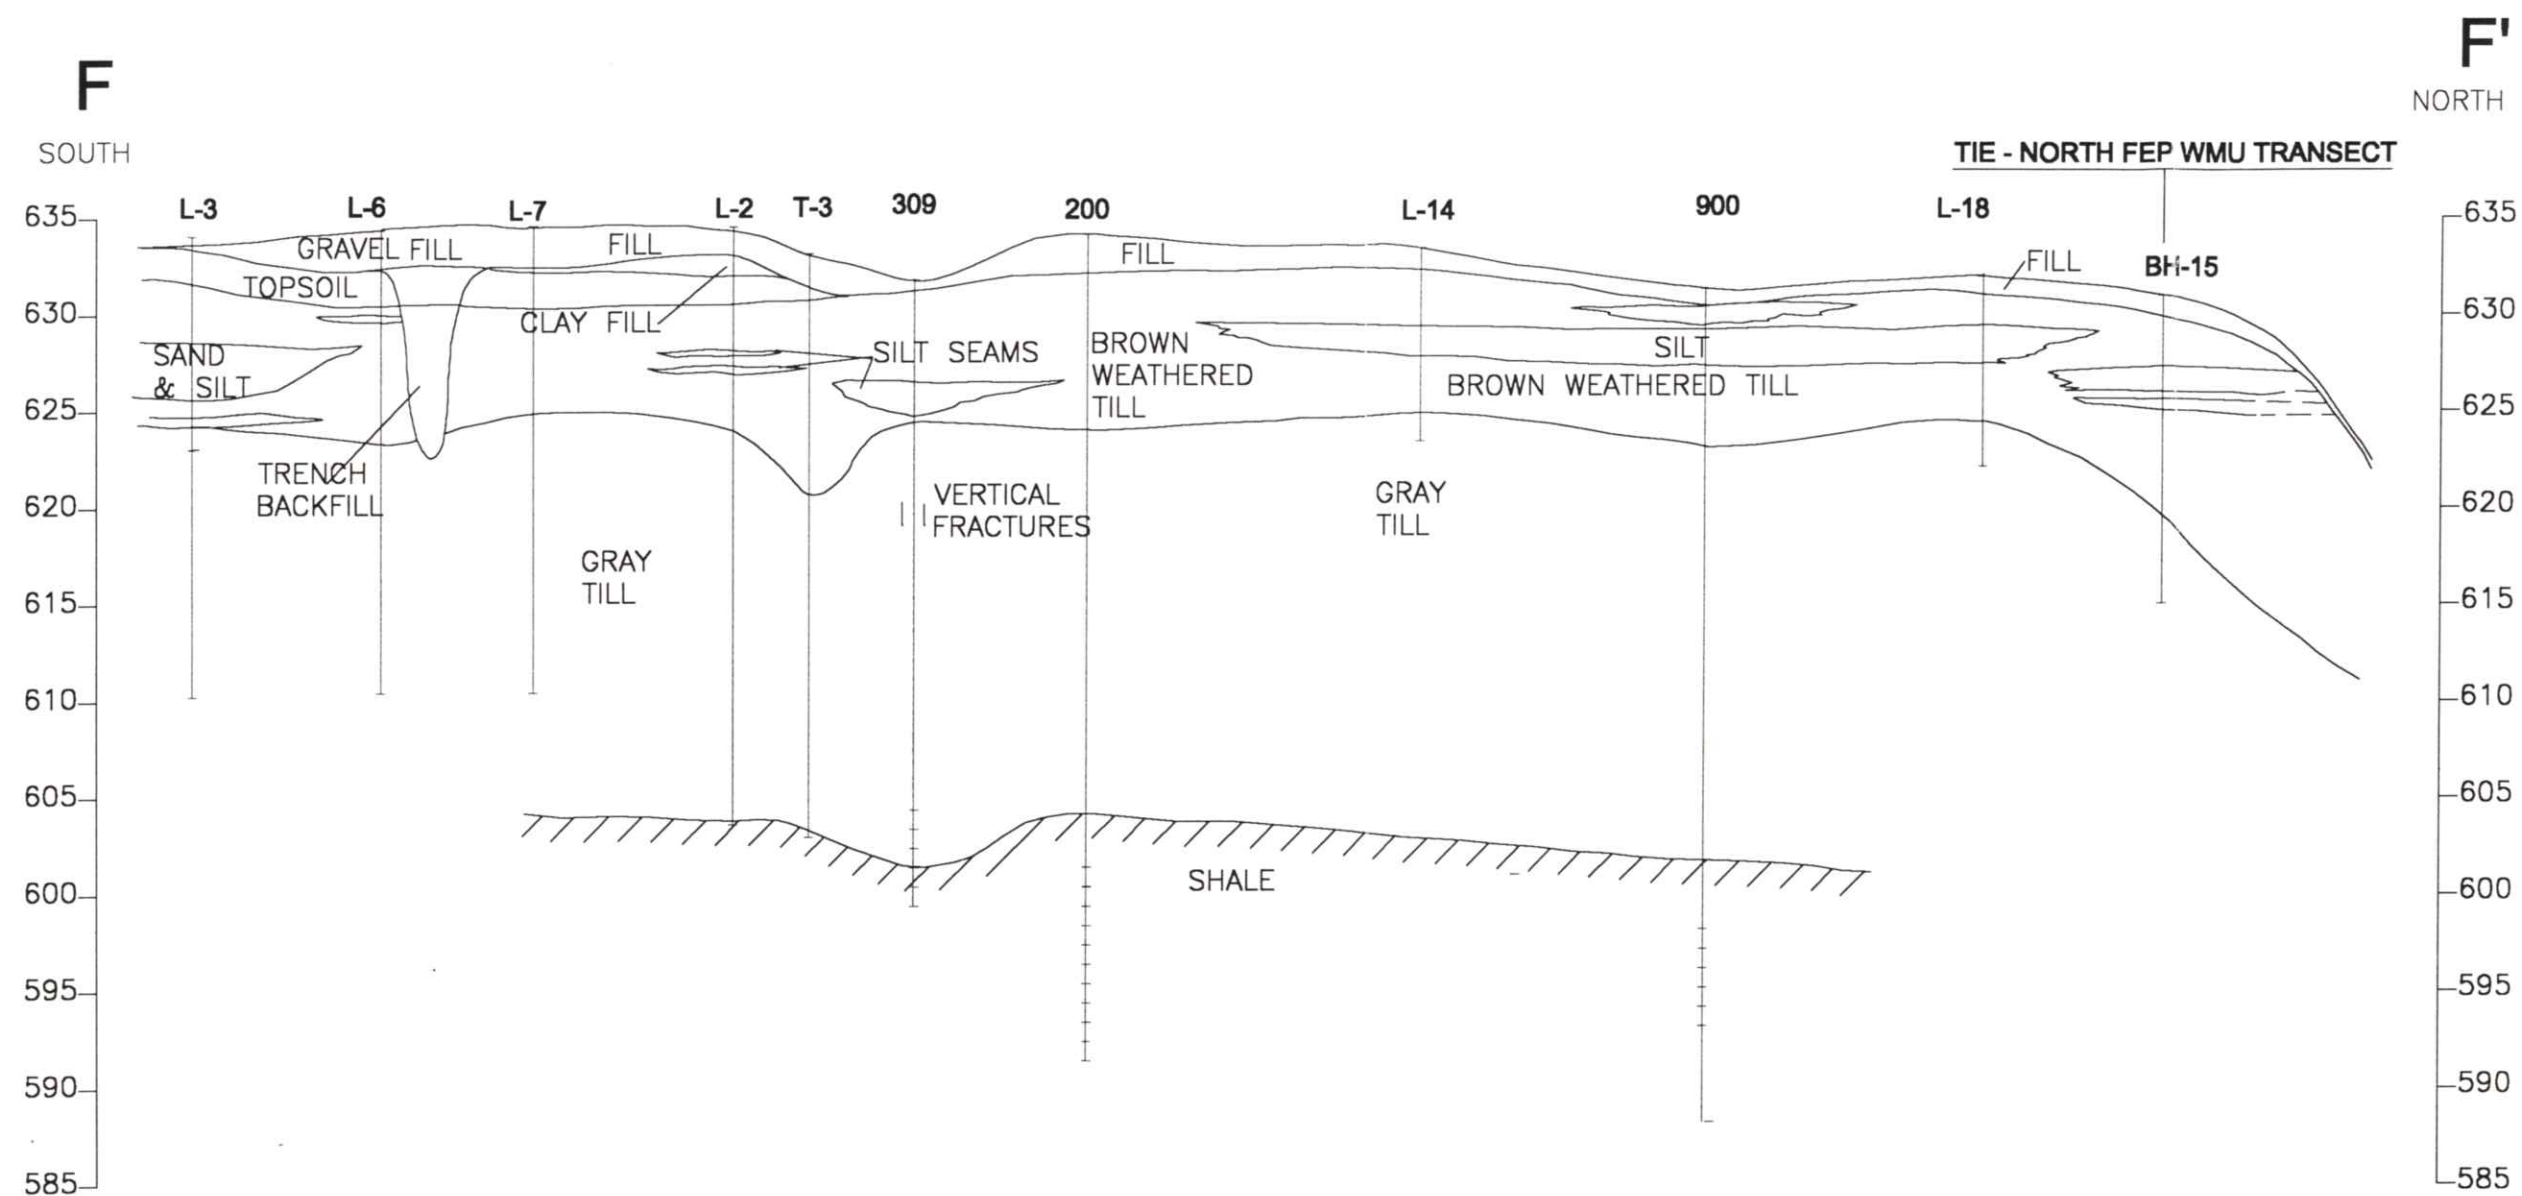 F
F'
SOUTH
NORTH
TIE - NORTH FEP WMU TRANSECT
L-3
L-6
L-7
L-2
T-3
309
200
L-14
900
L-18
BH-15
635
630
625
620
615
610
605
600
595
590
585
GRAVEL FILL
FILL
TOPSOIL
CLAY FILL
SAND
& SILT
TRENCH
BACKFILL
GRAY
TILL
SILT SEAMS
VERTICAL
FRACTURES
FILL
BROWN
WEATHERED
TILL
SILT
BROWN WEATHERED TILL
GRAY
TILL
SHALE
FILL
635
630
625
620
615
610
605
600
595
590
585